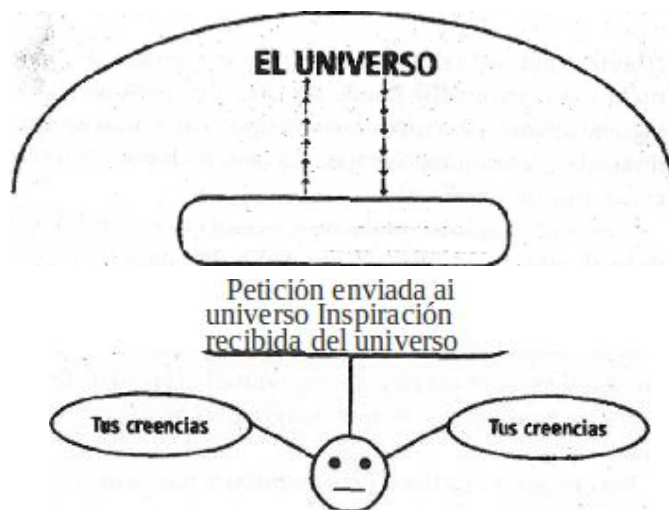 EL UNIVERSO
Petición enviada ai
universo Inspiración
recibida del universo
Tus creencias
Tus creencias